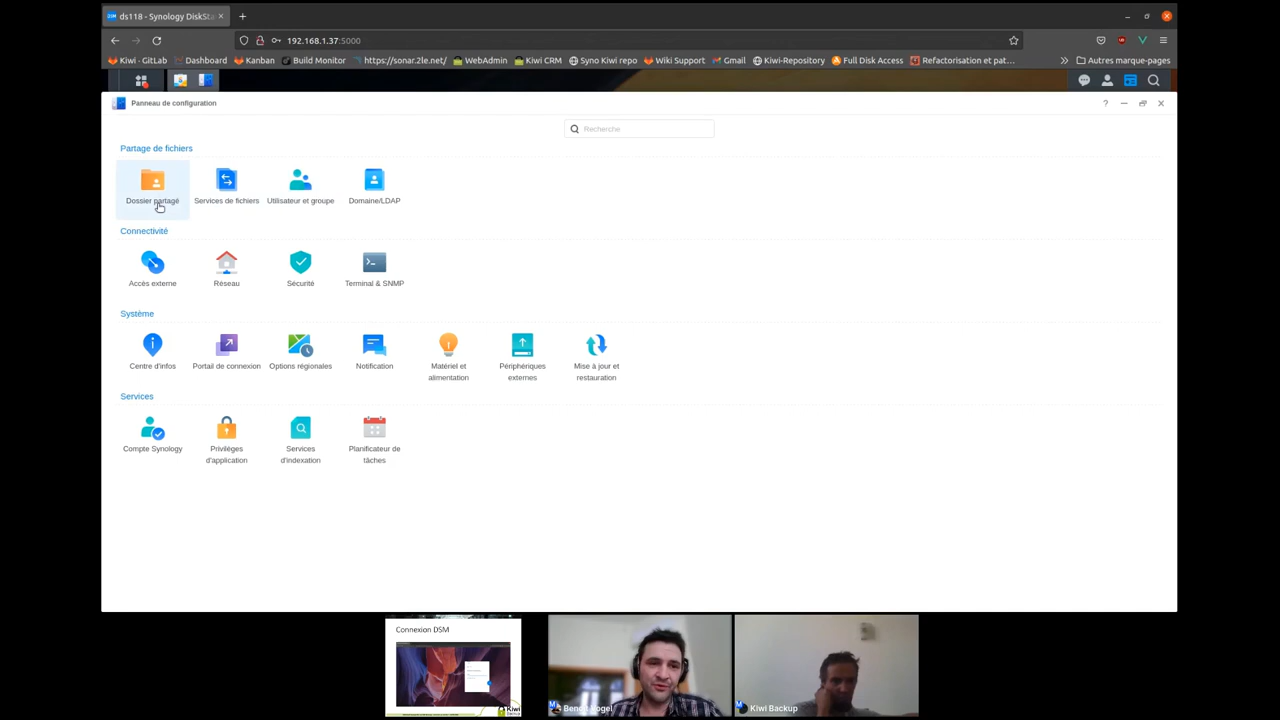 ds118 - Synology DiskSta
192.168.1.37:5000
Kiwi · GitLab
Dashboard
Kanban
Build Monitor
https://sonar.2le.net/
WebAdmin
Kiwi CRM
Syno Kiwi repo
Wiki Support
Gmail
Kiwi-Repository
Full Disk Access
Refactorisation et pat…
Autres marque-pages
Panneau de configuration
Recherche
Partage de fichiers
Dossier partagé
Services de fichiers
Utilisateur et groupe
Domaine/LDAP
Connectivité
Accès externe
Réseau
Sécurité
Terminal & SNMP
Système
Centre d'infos
Portail de connexion
Options régionales
Notification
Matériel et
alimentation
Périphériques
externes
Mise à jour et
restauration
Services
Compte Synology
Privilèges
d'application
Services
d'indexation
Planificateur de
tâches
Connexion DSM
Kiwi
Benoit Vogel
Kiwi Backup